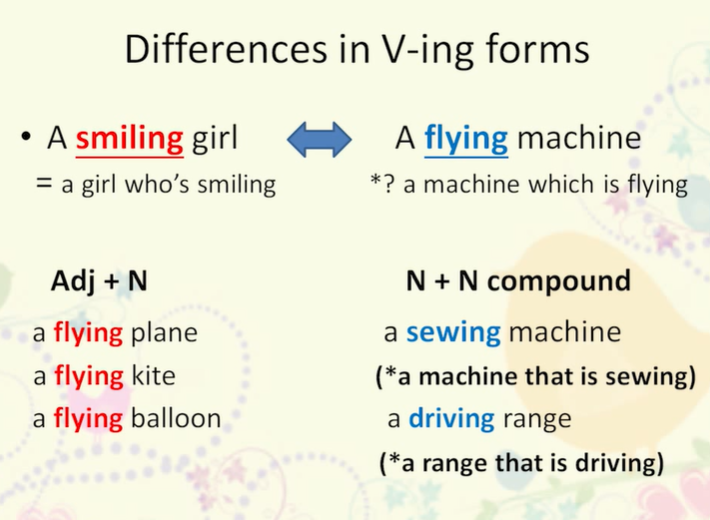 Differences in V-ing forms
• A smiling girl
= a girl who's smiling
A flying machine
*? a machine which is flying
Adj + N
a flying plane
a flying kite
a flying balloon
N + N compound
a sewing machine
(*a machine that is sewing)
a driving range
(*a range that is driving)